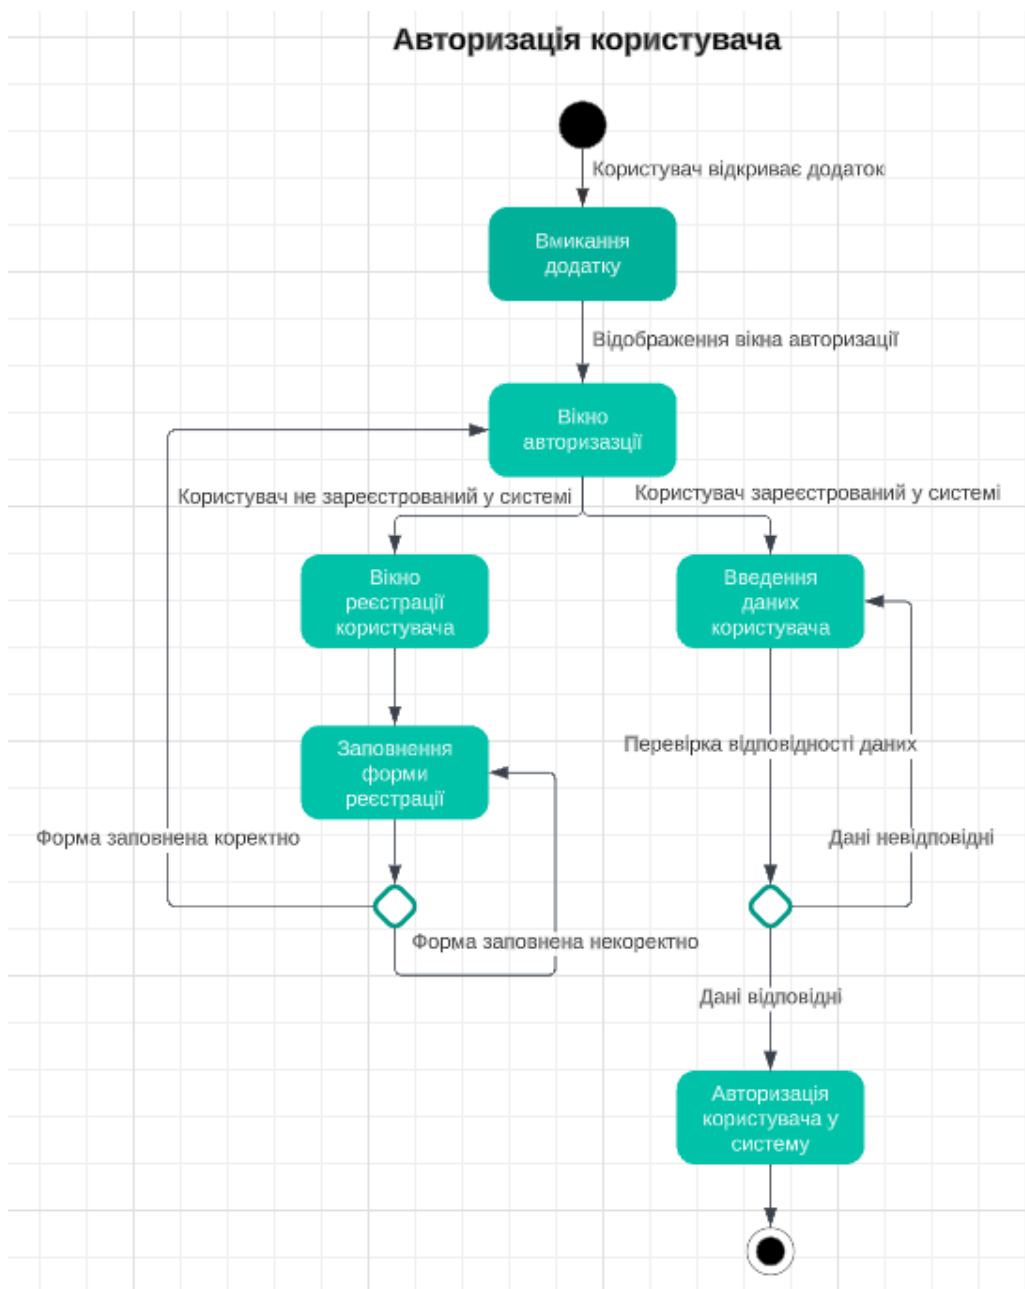 Авторизація користувача
Користувач відкриває додаток
Вмикання
додатку
Відображення вікна авторизації
Вікно
авторизазції
Користувач не зареєстрований у системі
Користувач зареєстрований у системі
Вікно
реєстрації
користувача
Введення
даних
користувача
Заповнення
форми
реєстрації
Перевірка відповідності даних
Форма заповнена коректно
Дані невідповідні
Форма заповнена некоректно
Дані відповідні
Авторизація
користувача у
систему